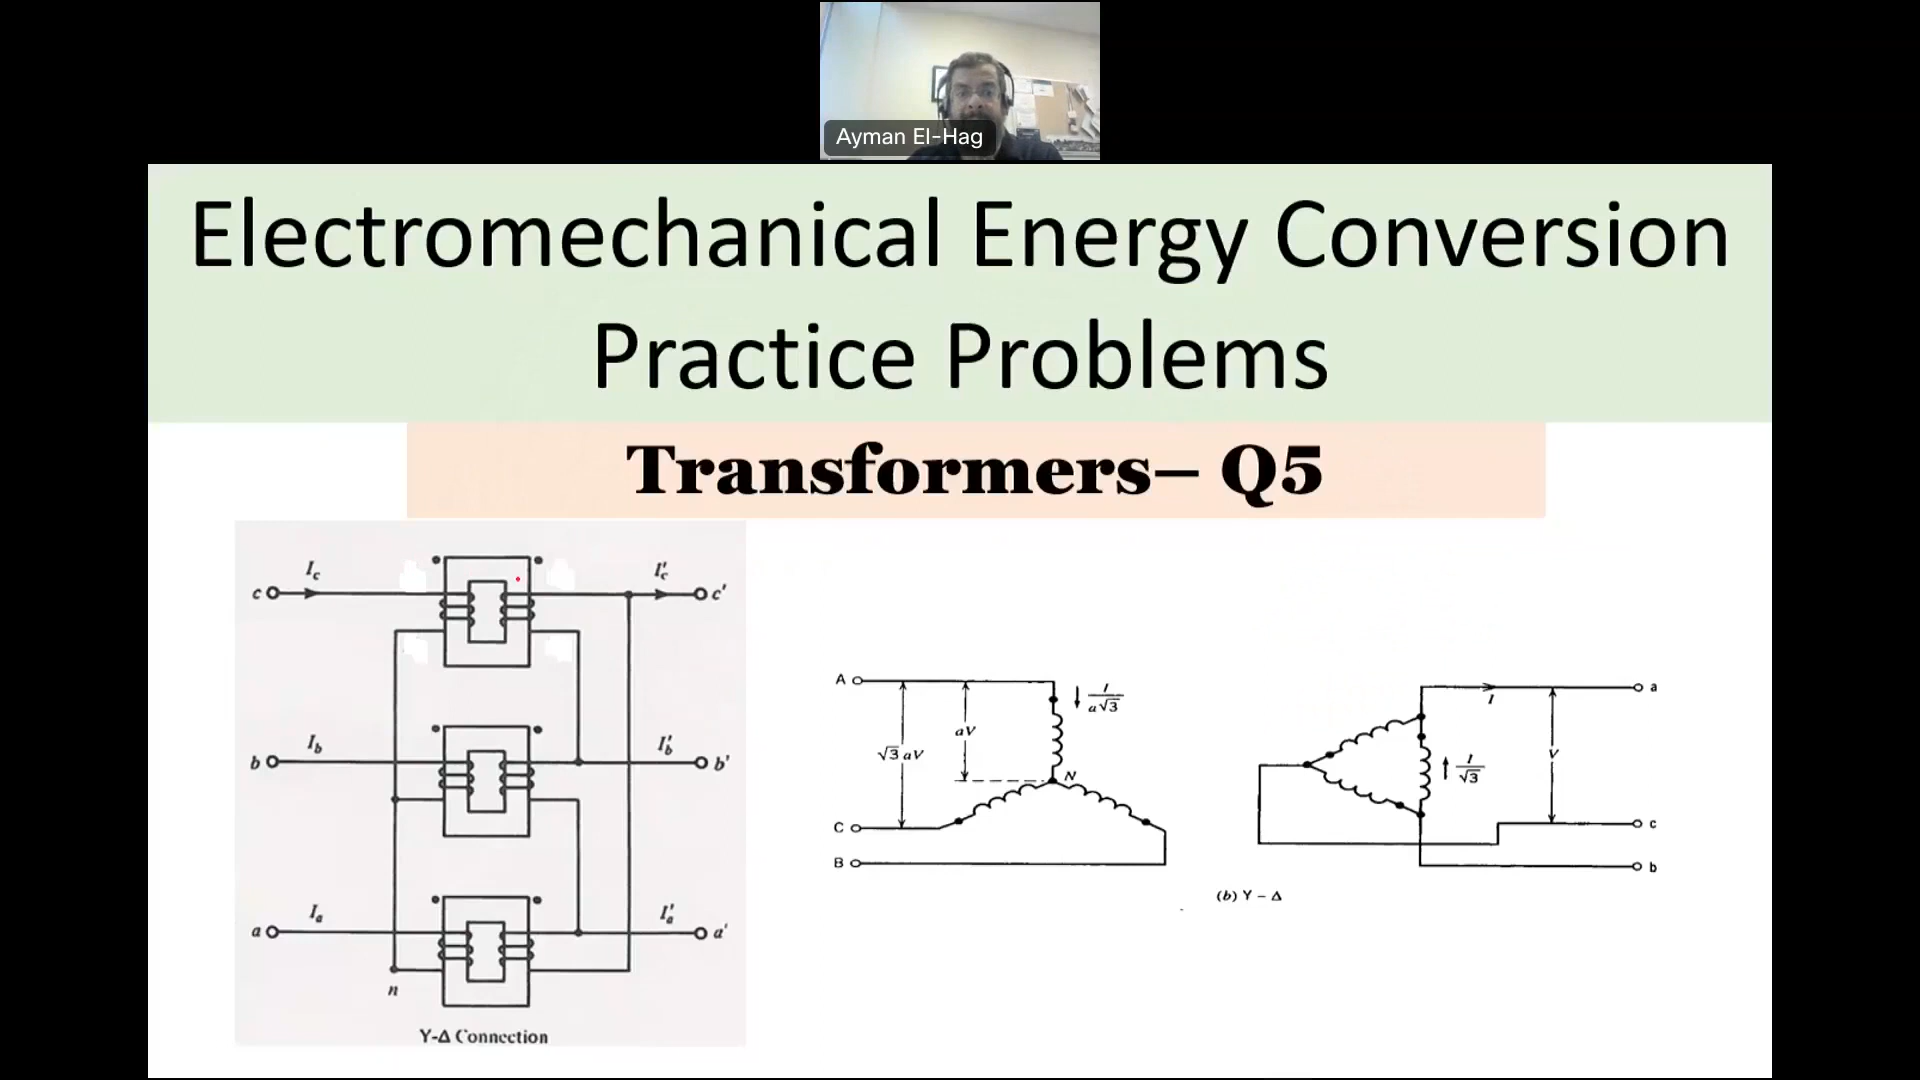 Ayman El-Hag
Electromechanical Energy Conversion
Practice Problems
Transformers– Q5
c I_c I'_c c'
b I_b I'_b b'
a I_a I'_a a'
n
Y-Δ Connection
A
I/a√3
aV
√3 aV
N
C
B
a
I
V
I/√3
c
b
(b) Y – Δ